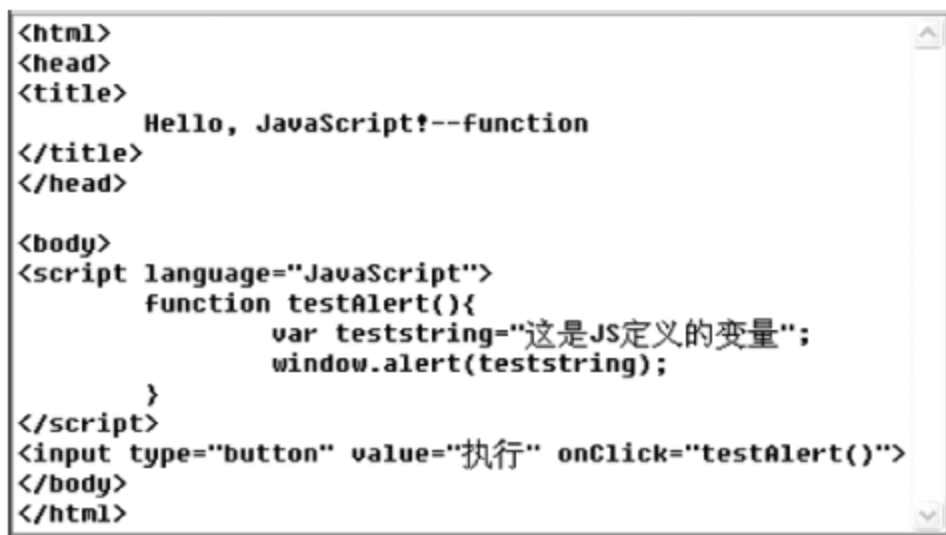 <html>
<head>
<title>
        Hello, JavaScript!--function
</title>
</head>

<body>
<script language="JavaScript">
        function testAlert(){
                var teststring="这是JS定义的变量";
                window.alert(teststring);
        }
</script>
<input type="button" value="执行" onClick="testAlert()">
</body>
</html>